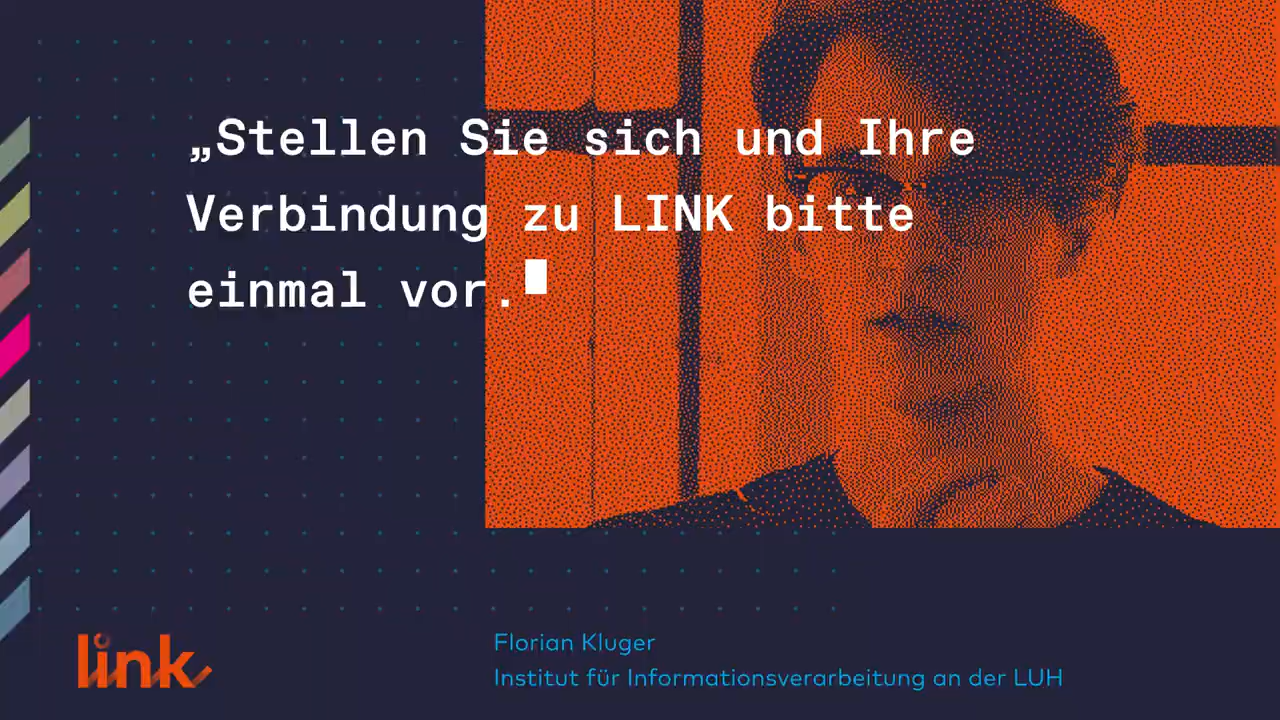 „Stellen Sie sich und Ihre
Verbindung zu LINK bitte
einmal vor.
link
Florian Kluger
Institut für Informationsverarbeitung an der LUH